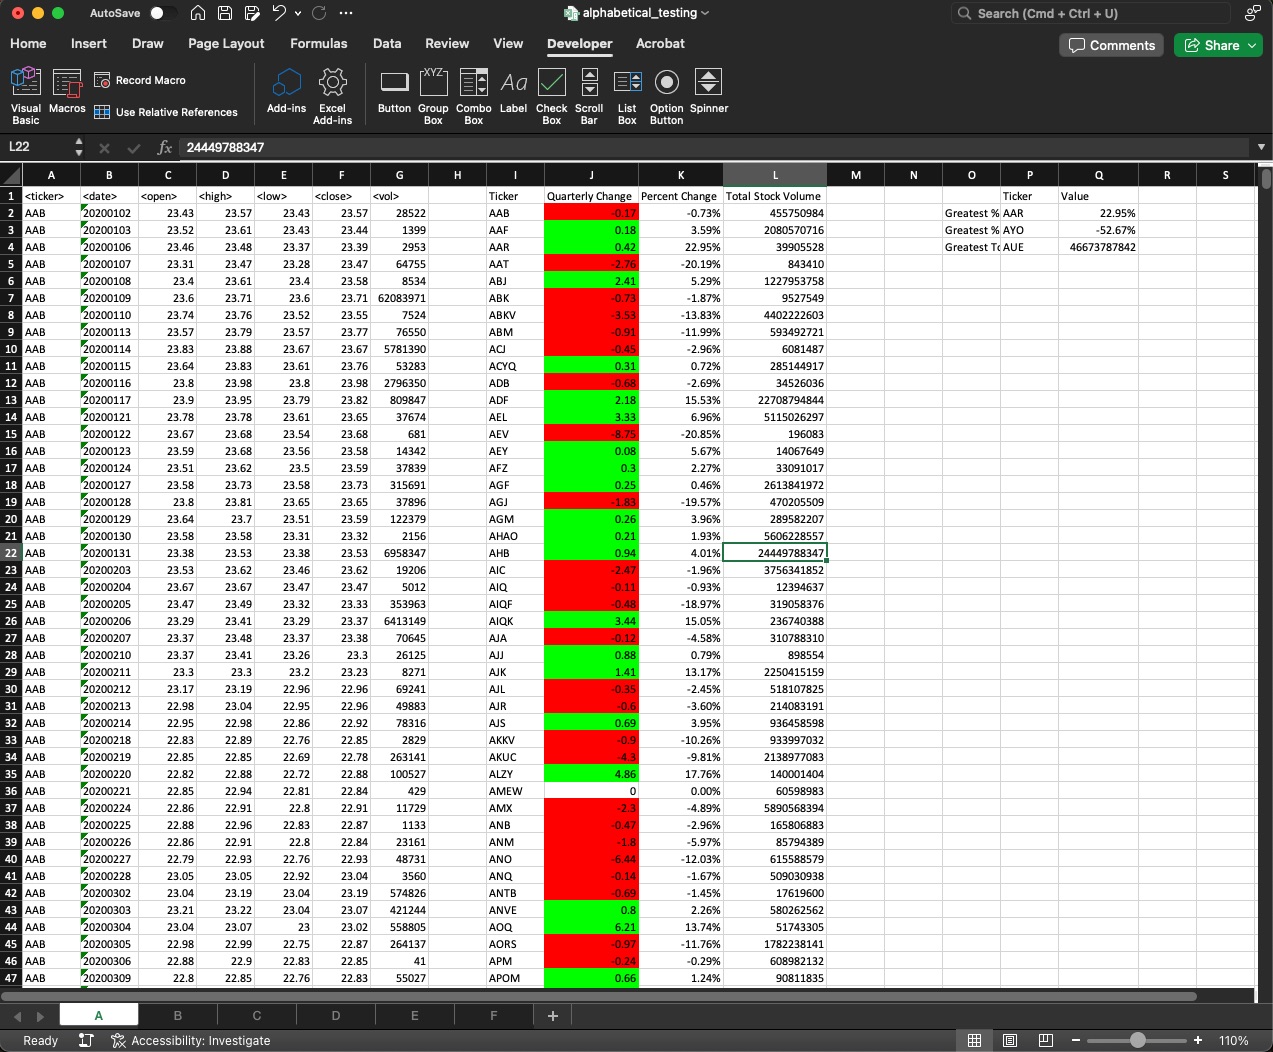 AutoSave alphabetical_testing Search (Cmd + Ctrl + U)
Home Insert Draw Page Layout Formulas Data Review View Developer Acrobat Comments Share
Visual Basic Macros Record Macro Use Relative References Add-ins Excel Add-ins Button Group Box Combo Box Label Check Box Scroll Bar List Box Option Button Spinner
XYZ Aa
L22 fx 24449788347
A B C D E F G H I J K L M N O P Q R S
1 <ticker> <date> <open> <high> <low> <close> <vol> Ticker Quarterly Change Percent Change Total Stock Volume Ticker Value
2 AAB 20200102 23.43 23.57 23.43 23.57 28522 AAB -0.17 -0.73% 455750984 Greatest % AAR 22.95%
3 AAB 20200103 23.52 23.61 23.43 23.44 1399 AAF 0.18 3.59% 2080570716 Greatest % AYO -52.67%
4 AAB 20200106 23.46 23.48 23.37 23.39 2953 AAR 0.42 22.95% 39905528 Greatest To AUE 46673787842
5 AAB 20200107 23.31 23.47 23.28 23.47 64755 AAT -2.76 -20.19% 843410
6 AAB 20200108 23.4 23.61 23.4 23.58 8534 ABJ 2.41 5.29% 1227953758
7 AAB 20200109 23.6 23.71 23.6 23.71 62083971 ABK -0.73 -1.87% 9527549
8 AAB 20200110 23.74 23.76 23.52 23.55 7524 ABKV -3.53 -13.83% 4402222603
9 AAB 20200113 23.57 23.79 23.57 23.77 76550 ABM -0.91 -11.99% 593492721
10 AAB 20200114 23.83 23.88 23.67 23.67 5781390 ACJ -0.45 -2.96% 6081487
11 AAB 20200115 23.64 23.83 23.61 23.76 53283 ACYQ 0.31 0.72% 285144917
12 AAB 20200116 23.8 23.98 23.8 23.98 2796350 ADB -0.68 -2.69% 34526036
13 AAB 20200117 23.9 23.95 23.79 23.82 809847 ADF 2.18 15.53% 22708794844
14 AAB 20200121 23.78 23.78 23.61 23.65 37674 AEL 3.33 6.96% 5115026297
15 AAB 20200122 23.67 23.68 23.54 23.68 681 AEV -8.75 -20.85% 196083
16 AAB 20200123 23.59 23.68 23.56 23.58 14342 AEY 0.08 5.67% 14067649
17 AAB 20200124 23.51 23.62 23.5 23.59 37839 AFZ 0.3 2.27% 33091017
18 AAB 20200127 23.58 23.73 23.58 23.73 315691 AGF 0.25 0.46% 2613841972
19 AAB 20200128 23.8 23.81 23.65 23.65 37896 AGJ -1.83 -19.57% 470205509
20 AAB 20200129 23.64 23.7 23.51 23.59 122379 AGM 0.26 3.96% 289582207
21 AAB 20200130 23.58 23.58 23.31 23.32 2156 AHAO 0.21 1.93% 5606228557
22 AAB 20200131 23.38 23.53 23.38 23.53 6958347 AHB 0.94 4.01% 24449788347
23 AAB 20200203 23.53 23.62 23.46 23.62 19206 AIC -2.47 -1.96% 3756341852
24 AAB 20200204 23.67 23.67 23.47 23.47 5012 AIQ -0.11 -0.93% 12394637
25 AAB 20200205 23.47 23.49 23.32 23.33 353963 AIQF -0.48 -18.97% 319058376
26 AAB 20200206 23.29 23.41 23.29 23.37 6413149 AIQK 3.44 15.05% 236740388
27 AAB 20200207 23.37 23.48 23.37 23.38 70645 AJA -0.12 -4.58% 310788310
28 AAB 20200210 23.37 23.41 23.26 23.3 26125 AJJ 0.88 0.79% 898554
29 AAB 20200211 23.3 23.3 23.2 23.23 8271 AJK 1.41 13.17% 2250415159
30 AAB 20200212 23.17 23.19 22.96 22.96 69241 AJL -0.35 -2.45% 518107825
31 AAB 20200213 22.98 23.04 22.95 22.96 49883 AJR -0.6 -3.60% 214083191
32 AAB 20200214 22.95 22.98 22.86 22.92 78316 AJS 0.69 3.95% 936458598
33 AAB 20200218 22.83 22.89 22.76 22.85 2829 AKKV -0.9 -10.26% 933997032
34 AAB 20200219 22.85 22.85 22.69 22.78 263141 AKUC -4.3 -9.81% 2138977083
35 AAB 20200220 22.82 22.88 22.72 22.88 100527 ALZY 4.86 17.76% 140001404
36 AAB 20200221 22.85 22.94 22.81 22.84 429 AMEW 0 0.00% 60598983
37 AAB 20200224 22.86 22.91 22.8 22.91 11729 AMX -2.3 -4.89% 5890568394
38 AAB 20200225 22.88 22.96 22.83 22.87 1133 ANB -0.47 -2.96% 165806883
39 AAB 20200226 22.86 22.91 22.8 22.84 23161 ANM -1.8 -5.97% 85794389
40 AAB 20200227 22.79 22.93 22.76 22.93 48731 ANO -6.44 -12.03% 615588579
41 AAB 20200228 23.05 23.05 22.92 23.04 3560 ANQ -0.14 -1.67% 509030938
42 AAB 20200302 23.04 23.19 23.04 23.19 574826 ANTB -0.69 -1.45% 17619600
43 AAB 20200303 23.21 23.22 23.04 23.07 421244 ANVE 0.8 2.26% 580262562
44 AAB 20200304 23.04 23.07 23 23.02 558805 AOQ 6.21 13.74% 51743305
45 AAB 20200305 22.98 22.99 22.75 22.87 264137 AORS -0.97 -11.76% 1782238141
46 AAB 20200306 22.88 22.9 22.83 22.85 41 APM -0.24 -0.29% 608982132
47 AAB 20200309 22.8 22.85 22.76 22.83 55027 APOM 0.66 1.24% 90811835
A B C D E F +
Ready Accessibility: Investigate 110%